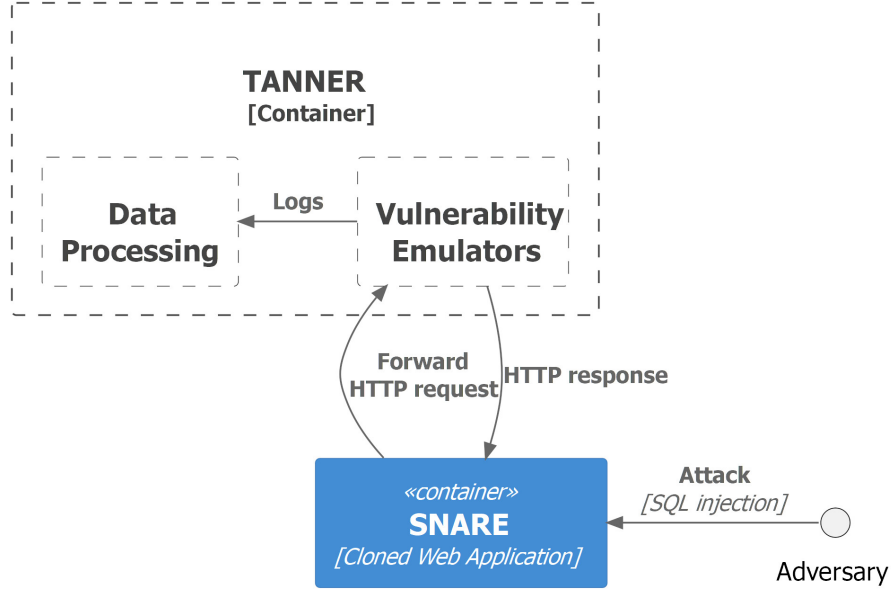 TANNER
[Container]
Data
Processing
Logs
Vulnerability
Emulators
Forward
HTTP request
HTTP response
«container»
SNARE
[Cloned Web Application]
Attack
[SQL injection]
Adversary